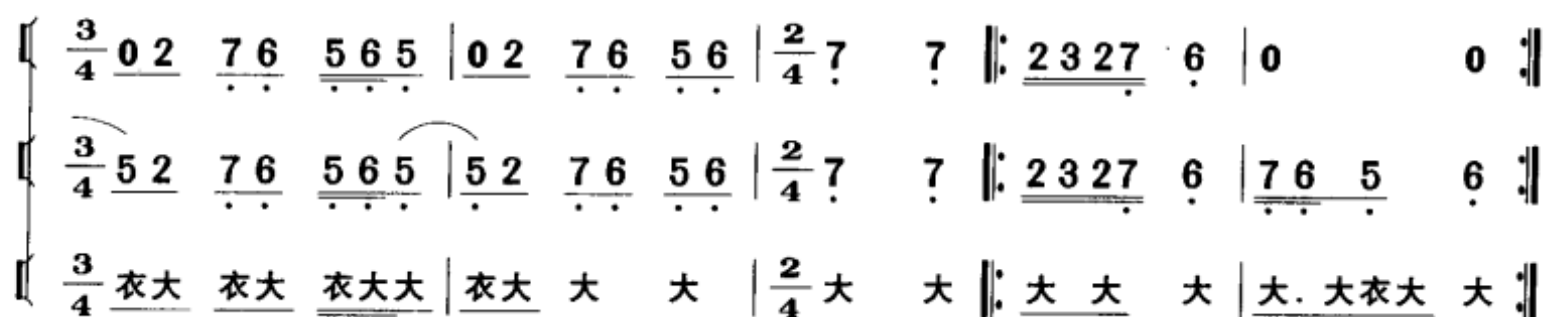 3/4 0 2 7 6 5 6 5 | 0 2 7 6 5 6 | 2/4 7 7 ‖: 2 3 2 7 6 | 0 0 :‖
3/4 5 2 7 6 5 6 5 | 5 2 7 6 5 6 | 2/4 7 7 ‖: 2 3 2 7 6 | 7 6 5 6 :‖
3/4 衣大 衣大 衣大大 | 衣大 大 大 | 2/4 大 大 ‖: 大 大 大 | 大. 大衣大 大 :‖